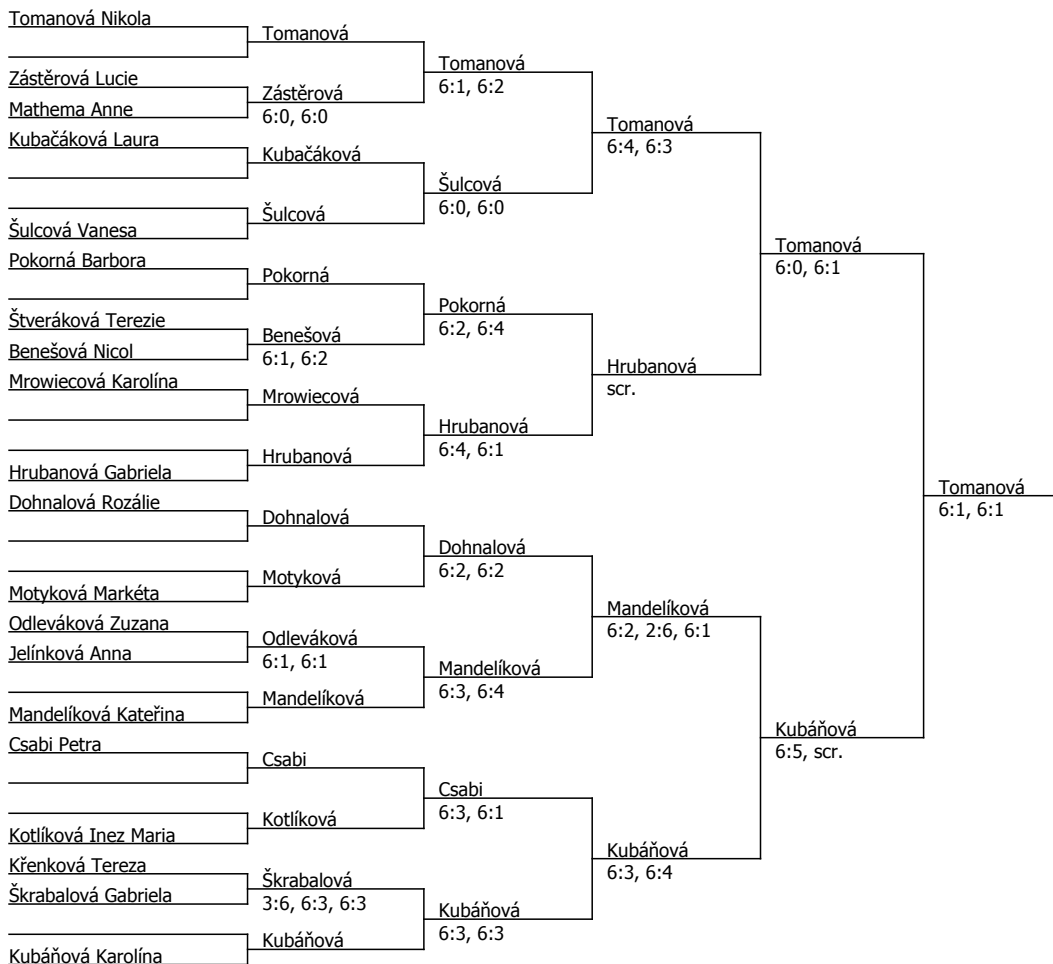 Tomanová Nikola
Zástěrová Lucie
Mathema Anne
Kubačáková Laura
Šulcová Vanesa
Pokorná Barbora
Štveráková Terezie
Benešová Nicol
Mrowiecová Karolína
Hrubanová Gabriela
Dohnalová Rozálie
Motyková Markéta
Odleváková Zuzana
Jelínková Anna
Mandelíková Kateřina
Csabi Petra
Kotlíková Inez Maria
Křenková Tereza
Škrabalová Gabriela
Kubáňová Karolína
Tomanová
Zástěrová
6:0, 6:0
Kubačáková
Šulcová
Pokorná
Benešová
6:1, 6:2
Mrowiecová
Hrubanová
Dohnalová
Motyková
Odleváková
6:1, 6:1
Mandelíková
Csabi
Kotlíková
Škrabalová
3:6, 6:3, 6:3
Kubáňová
Tomanová
6:1, 6:2
Šulcová
6:0, 6:0
Pokorná
6:2, 6:4
Hrubanová
6:4, 6:1
Dohnalová
6:2, 6:2
Mandelíková
6:3, 6:4
Csabi
6:3, 6:1
Kubáňová
6:3, 6:3
Tomanová
6:4, 6:3
Hrubanová
scr.
Mandelíková
6:2, 2:6, 6:1
Kubáňová
6:3, 6:4
Tomanová
6:0, 6:1
Kubáňová
6:5, scr.
Tomanová
6:1, 6:1